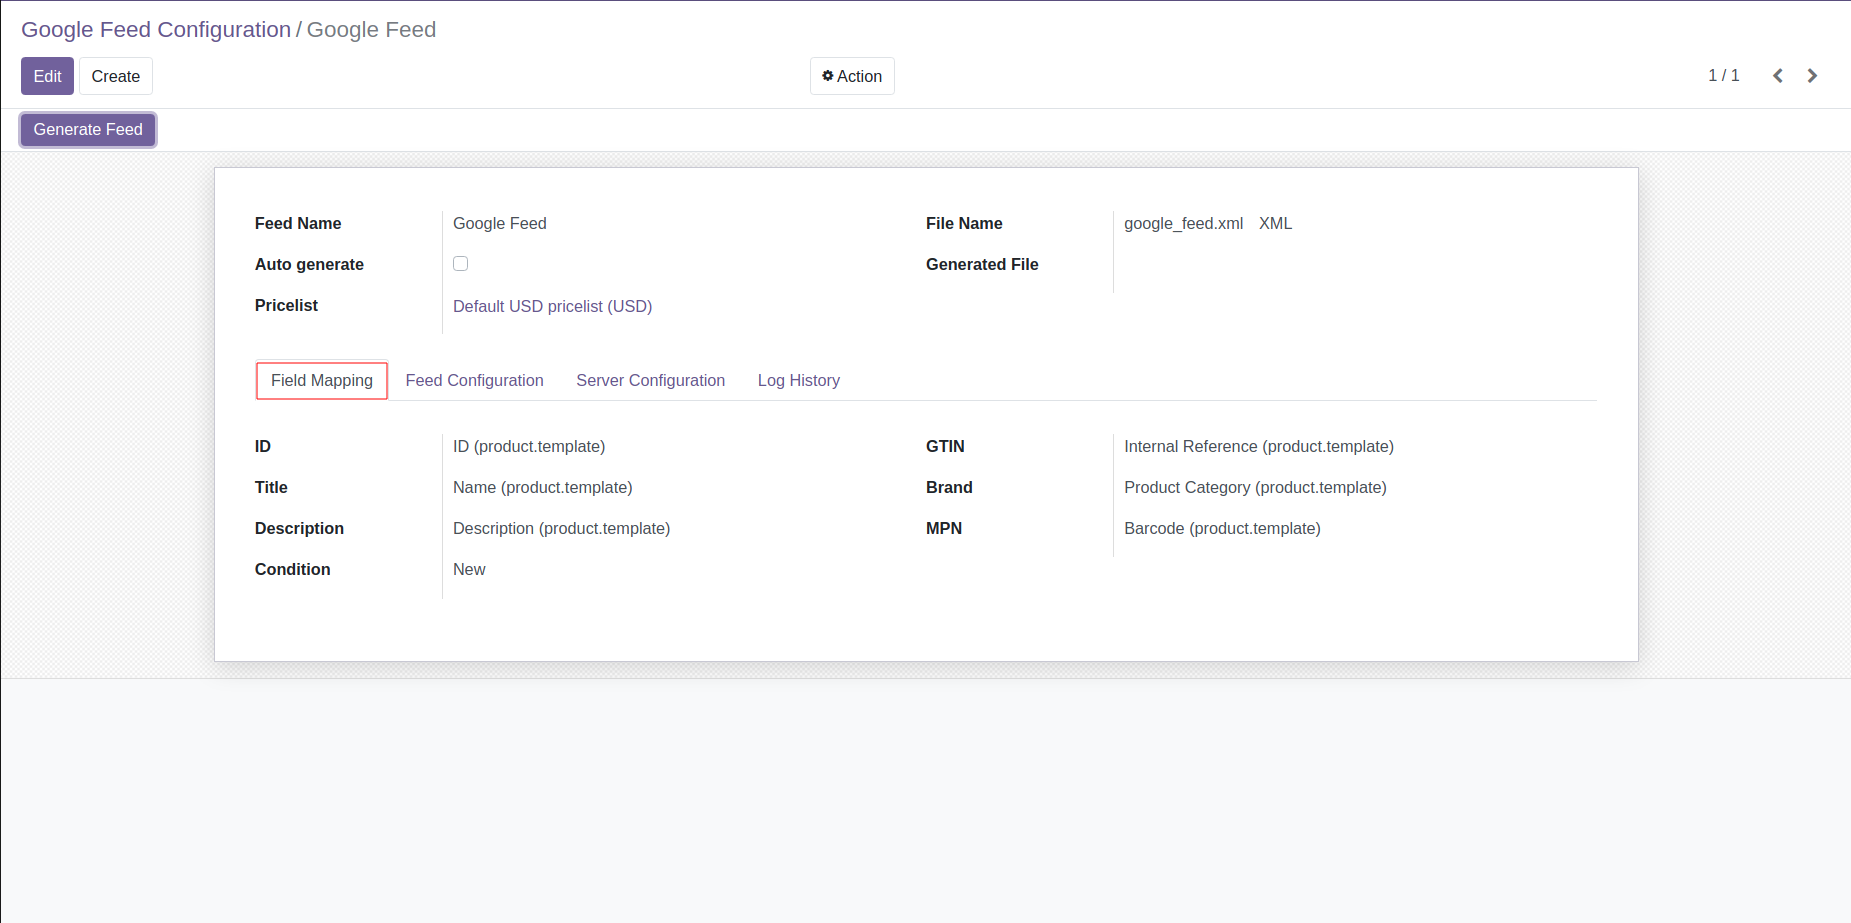 Google Feed Configuration / Google Feed
Edit Create Action 1 / 1
Generate Feed
Feed Name Google Feed File Name google_feed.xml XML
Auto generate Generated File
Pricelist Default USD pricelist (USD)
Field Mapping Feed Configuration Server Configuration Log History
ID ID (product.template) GTIN Internal Reference (product.template)
Title Name (product.template) Brand Product Category (product.template)
Description Description (product.template) MPN Barcode (product.template)
Condition New